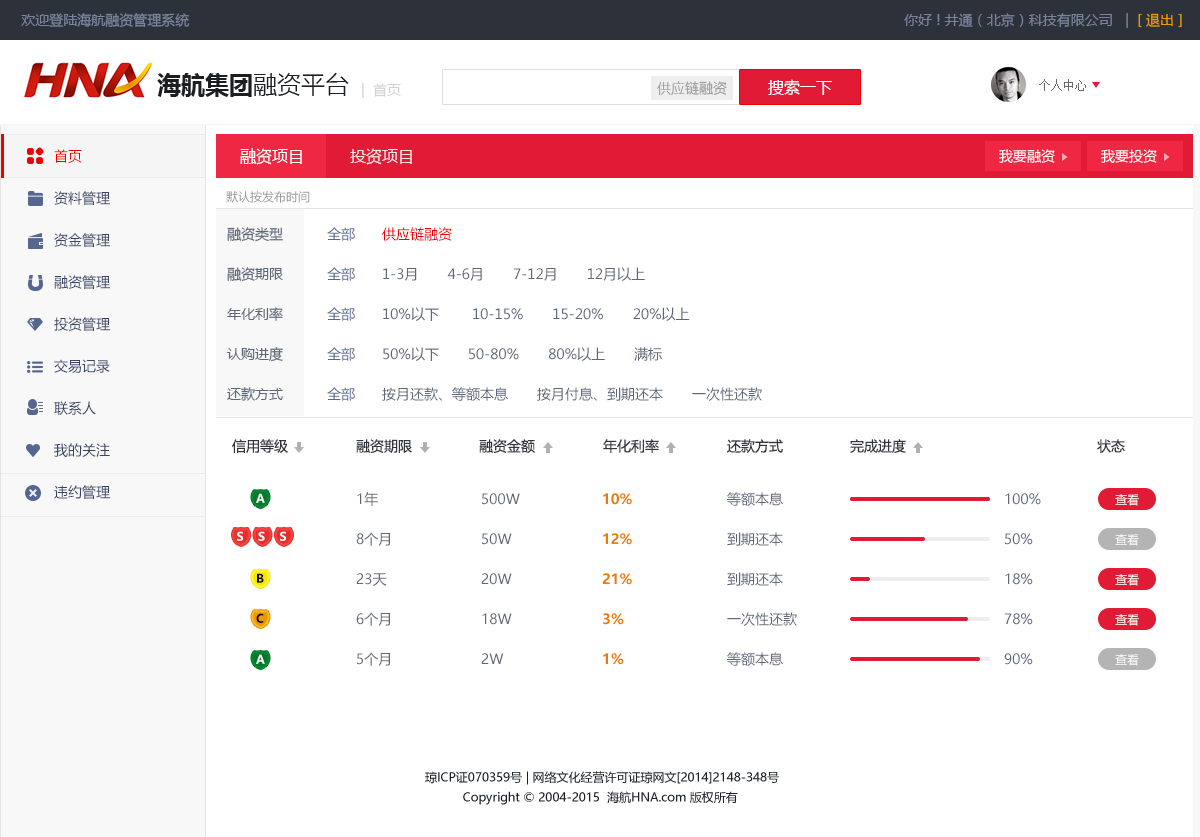 欢迎登陆海航融资管理系统
你好！井通（北京）科技有限公司 | [ 退出 ]
HNA 海航集团融资平台 | 首页
供应链融资 搜索一下
个人中心
首页
资料管理
资金管理
融资管理
投资管理
交易记录
联系人
我的关注
违约管理
融资项目 投资项目 我要融资 我要投资
默认按发布时间
融资类型 全部 供应链融资
融资期限 全部 1-3月 4-6月 7-12月 12月以上
年化利率 全部 10%以下 10-15% 15-20% 20%以上
认购进度 全部 50%以下 50-80% 80%以上 满标
还款方式 全部 按月还款、等额本息 按月付息、到期还本 一次性还款
信用等级 融资期限 融资金额 年化利率 还款方式 完成进度 状态
A 1年 500W 10% 等额本息 100% 查看
S S S 8个月 50W 12% 到期还本 50% 查看
B 23天 20W 21% 到期还本 18% 查看
C 6个月 18W 3% 一次性还款 78% 查看
A 5个月 2W 1% 等额本息 90% 查看
琼ICP证070359号 | 网络文化经营许可证琼网文[2014]2148-348号
Copyright © 2004-2015 海航HNA.com 版权所有